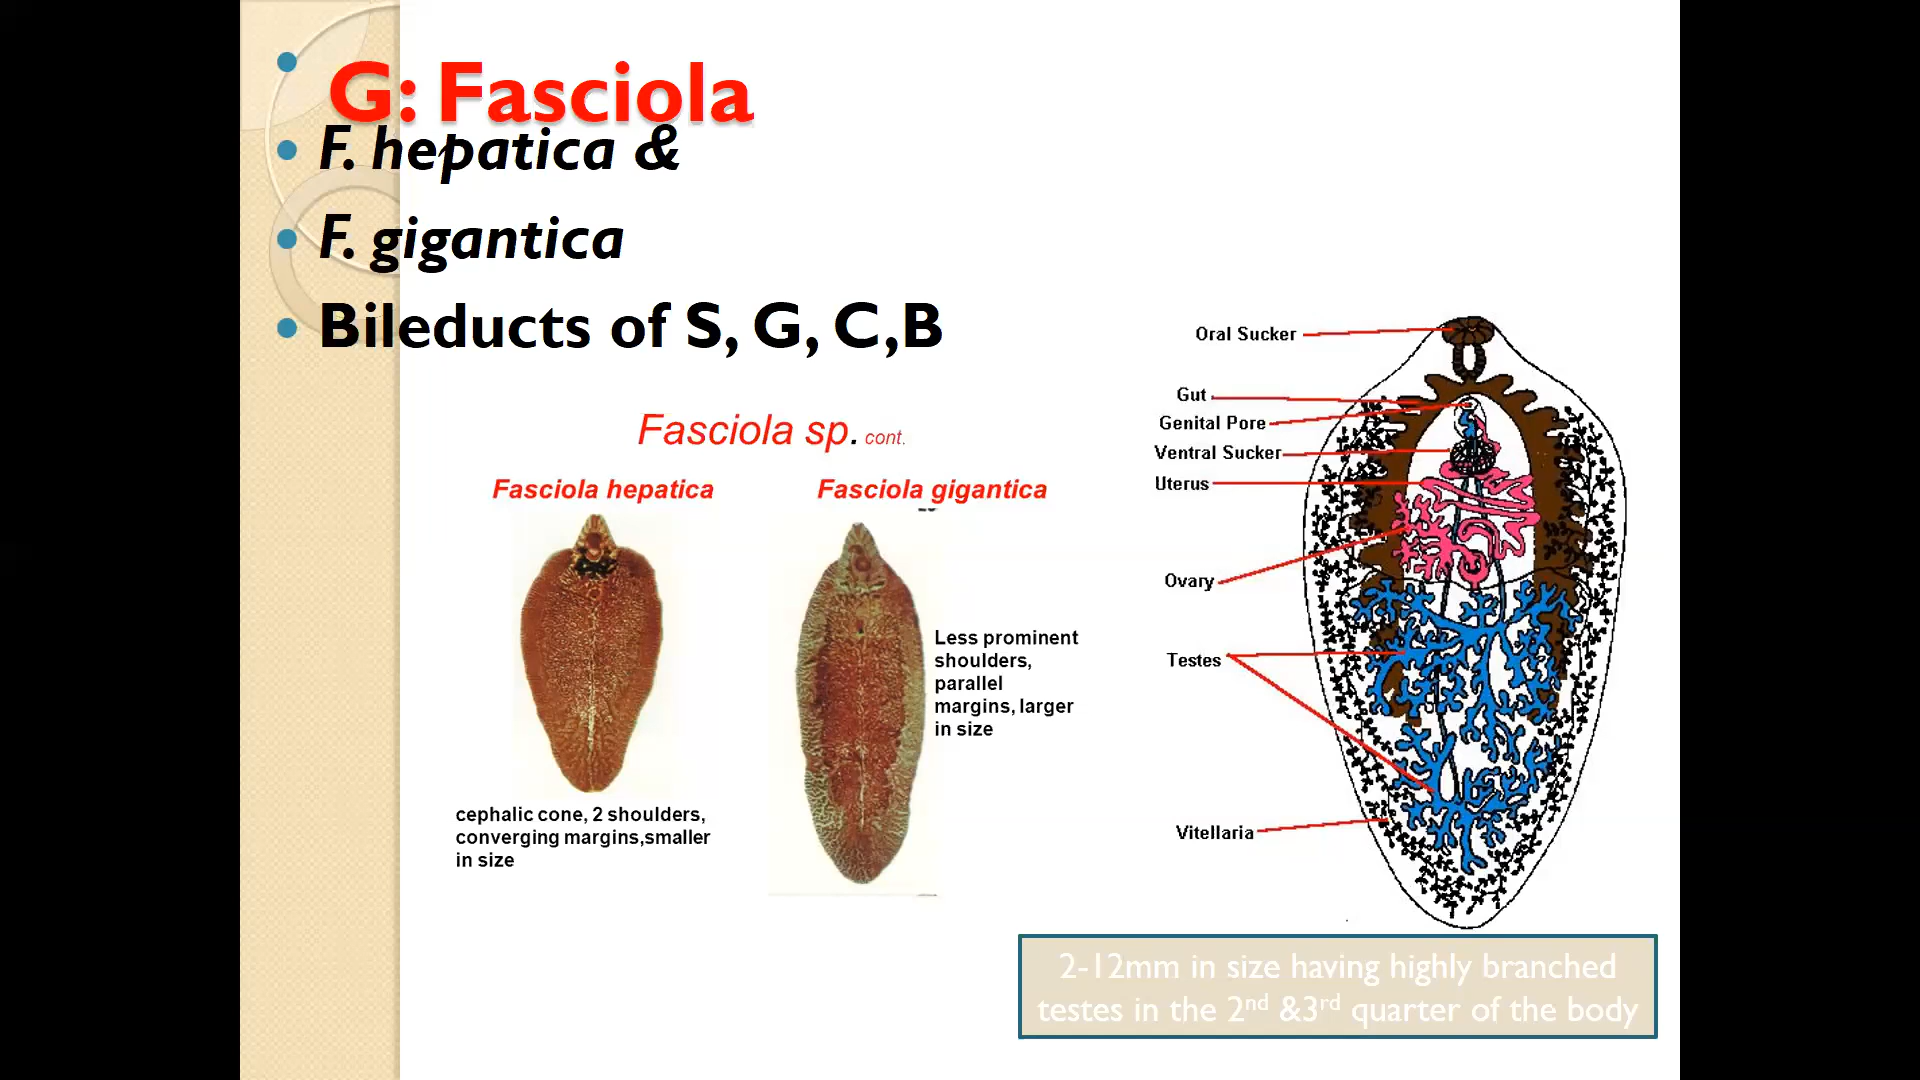 G: Fasciola
F. hepatica &
F. gigantica
Bileducts of S, G, C,B
Fasciola sp. cont.
Fasciola hepatica
Fasciola gigantica
Less prominent
shoulders,
parallel
margins, larger
in size
cephalic cone, 2 shoulders,
converging margins,smaller
in size
Oral Sucker
Gut
Genital Pore
Ventral Sucker
Uterus
Ovary
Testes
Vitellaria
2-12mm in size having highly branched
testes in the 2nd &3rd quarter of the body